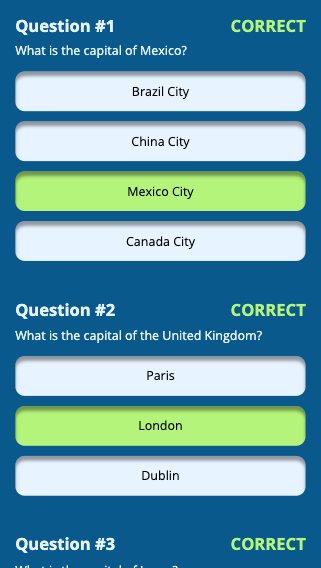 Question #1 CORRECT
What is the capital of Mexico?
Brazil City
China City
Mexico City
Canada City
Question #2 CORRECT
What is the capital of the United Kingdom?
Paris
London
Dublin
Question #3 CORRECT